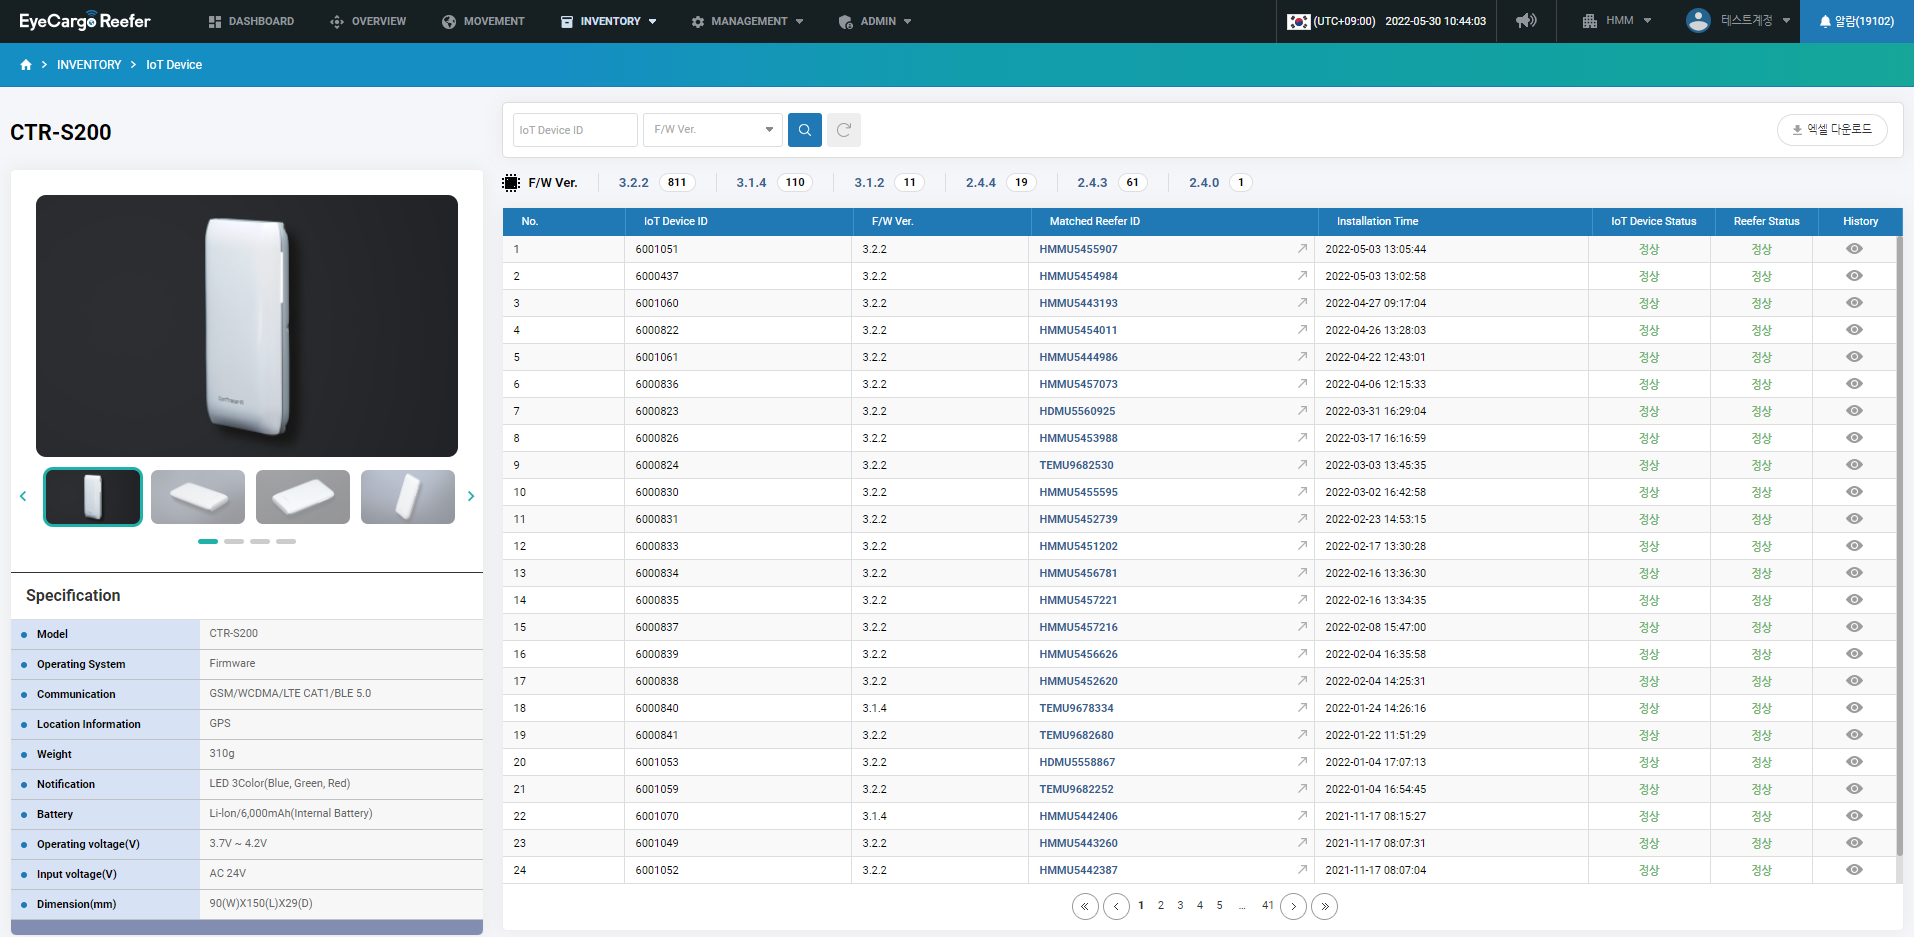 EyeCargo Reefer
DASHBOARD
OVERVIEW
MOVEMENT
INVENTORY
MANAGEMENT
ADMIN
(UTC+09:00) 2022-05-30 10:44:03
HMM
테스트계정
알람(19102)
INVENTORY > IoT Device
CTR-S200
Specification
Model CTR-S200
Operating System Firmware
Communication GSM/WCDMA/LTE CAT1/BLE 5.0
Location Information GPS
Weight 310g
Notification LED 3Color(Blue, Green, Red)
Battery Li-Ion/6,000mAh(Internal Battery)
Operating voltage(V) 3.7V ~ 4.2V
Input voltage(V) AC 24V
Dimension(mm) 90(W)X150(L)X29(D)
IoT Device ID
F/W Ver.
엑셀 다운로드
F/W Ver. 3.2.2 811 3.1.4 110 3.1.2 11 2.4.4 19 2.4.3 61 2.4.0 1
No. IoT Device ID F/W Ver. Matched Reefer ID Installation Time IoT Device Status Reefer Status History
1 6001051 3.2.2 HMMU5455907 2022-05-03 13:05:44 정상 정상
2 6000437 3.2.2 HMMU5454984 2022-05-03 13:02:58 정상 정상
3 6001060 3.2.2 HMMU5443193 2022-04-27 09:17:04 정상 정상
4 6000822 3.2.2 HMMU5454011 2022-04-26 13:28:03 정상 정상
5 6001061 3.2.2 HMMU5444986 2022-04-22 12:43:01 정상 정상
6 6000836 3.2.2 HMMU5457073 2022-04-06 12:15:33 정상 정상
7 6000823 3.2.2 HDMU5560925 2022-03-31 16:29:04 정상 정상
8 6000826 3.2.2 HMMU5453988 2022-03-17 16:16:59 정상 정상
9 6000824 3.2.2 TEMU9682530 2022-03-03 13:45:35 정상 정상
10 6000830 3.2.2 HMMU5455595 2022-03-02 16:42:58 정상 정상
11 6000831 3.2.2 HMMU5452739 2022-02-23 14:53:15 정상 정상
12 6000833 3.2.2 HMMU5451202 2022-02-17 13:30:28 정상 정상
13 6000834 3.2.2 HMMU5456781 2022-02-16 13:36:30 정상 정상
14 6000835 3.2.2 HMMU5457221 2022-02-16 13:34:35 정상 정상
15 6000837 3.2.2 HMMU5457216 2022-02-08 15:47:00 정상 정상
16 6000839 3.2.2 HMMU5456626 2022-02-04 16:35:58 정상 정상
17 6000838 3.2.2 HMMU5452620 2022-02-04 14:25:31 정상 정상
18 6000840 3.1.4 TEMU9678334 2022-01-24 14:26:16 정상 정상
19 6000841 3.2.2 TEMU9682680 2022-01-22 11:51:29 정상 정상
20 6001053 3.2.2 HDMU5558867 2022-01-04 17:07:13 정상 정상
21 6001059 3.2.2 TEMU9682252 2022-01-04 16:54:45 정상 정상
22 6001070 3.1.4 HMMU5442406 2021-11-17 08:15:27 정상 정상
23 6001049 3.2.2 HMMU5443260 2021-11-17 08:07:31 정상 정상
24 6001052 3.2.2 HMMU5442387 2021-11-17 08:07:04 정상 정상
1 2 3 4 5 ... 41